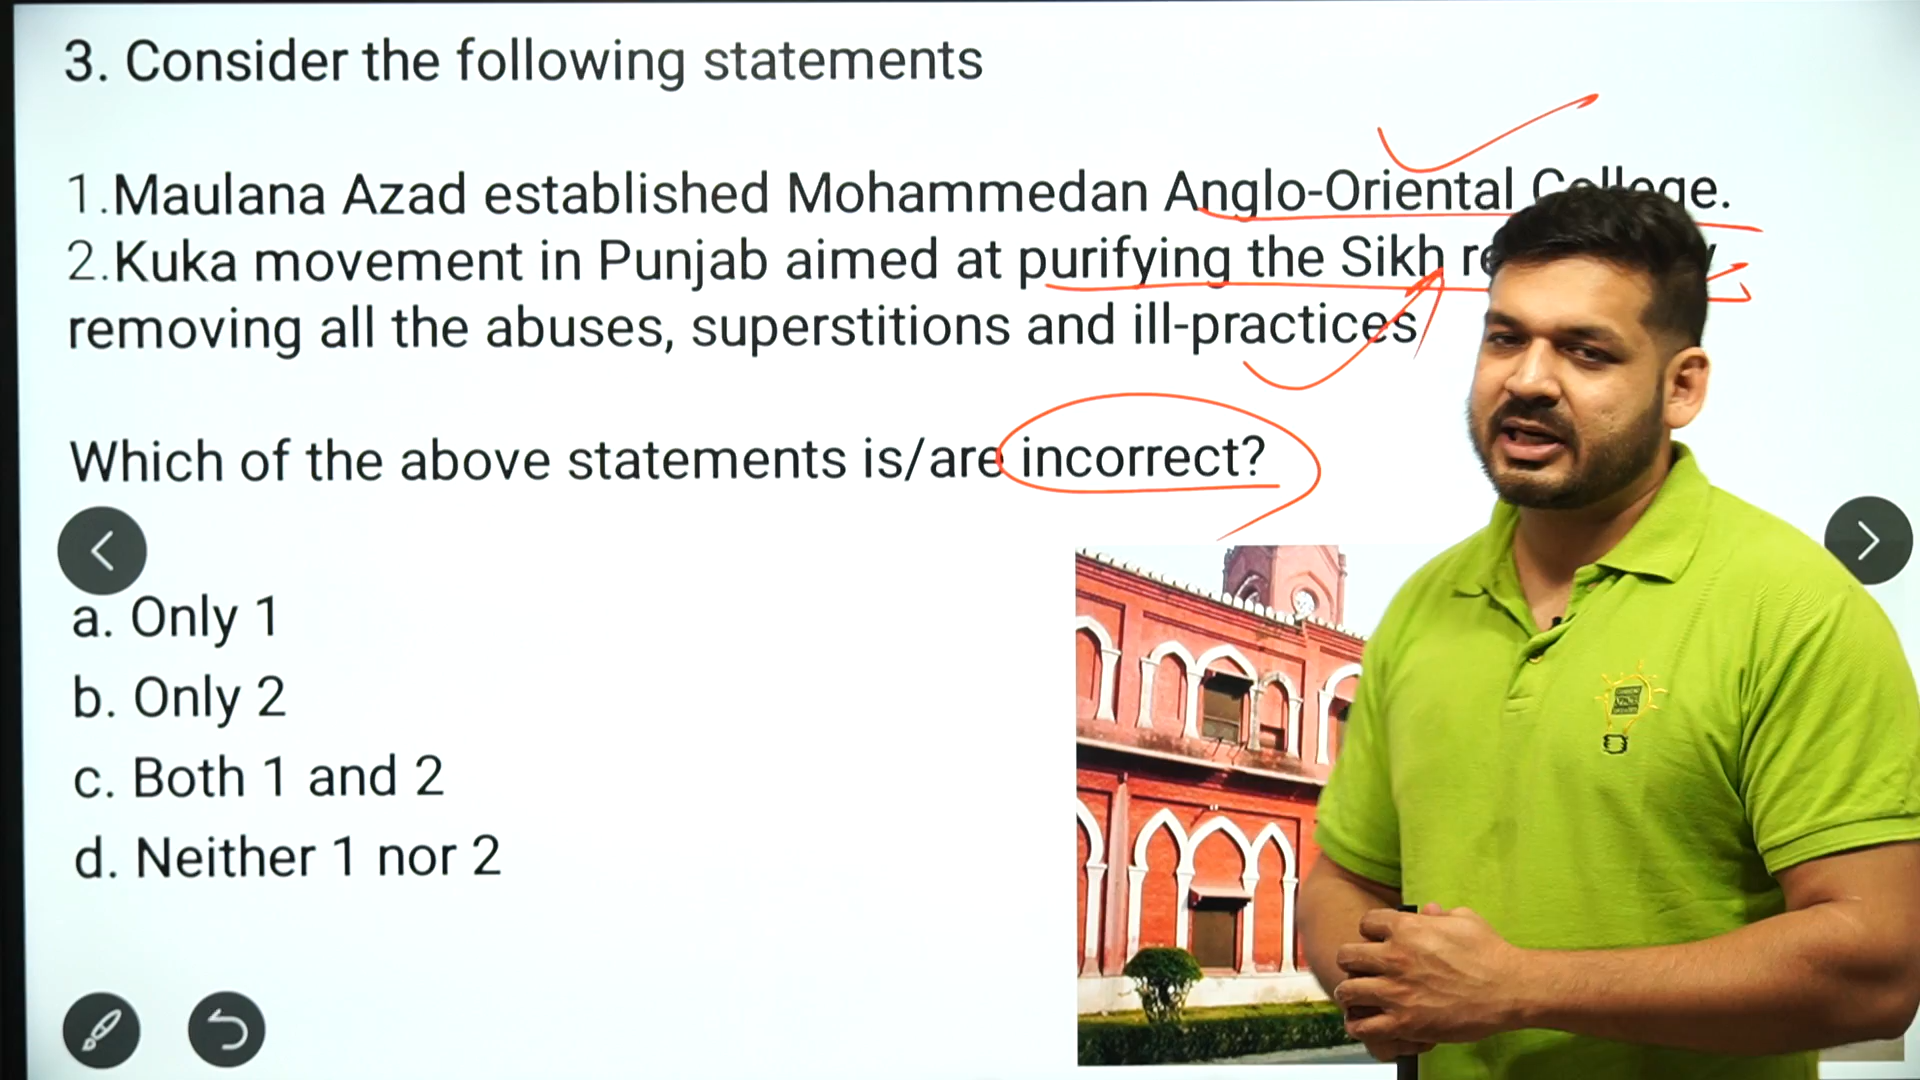 3. Consider the following statements
1.Maulana Azad established Mohammedan Anglo-Oriental College.
2.Kuka movement in Punjab aimed at purifying the Sikh
removing all the abuses, superstitions and ill-practices
Which of the above statements is/are incorrect?
a. Only 1
b. Only 2
c. Both 1 and 2
d. Neither 1 nor 2